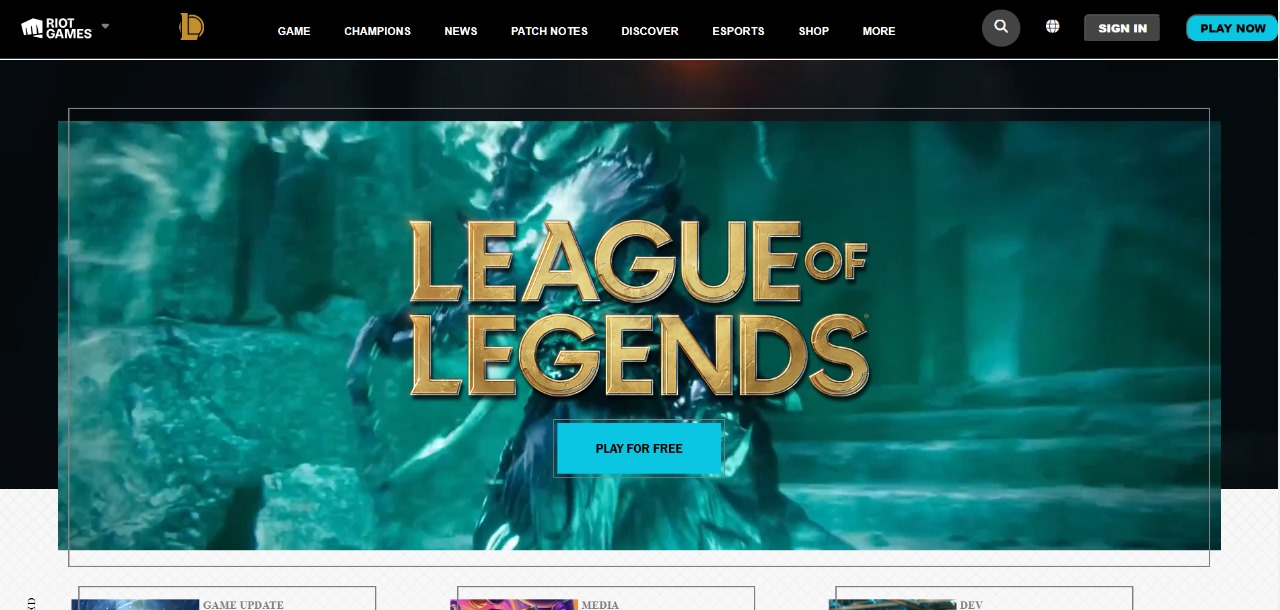 RIOT GAMES
GAME
CHAMPIONS
NEWS
PATCH NOTES
DISCOVER
ESPORTS
SHOP
MORE
SIGN IN
PLAY NOW
LEAGUE OF
LEGENDS
PLAY FOR FREE
GAME UPDATE
MEDIA
DEV